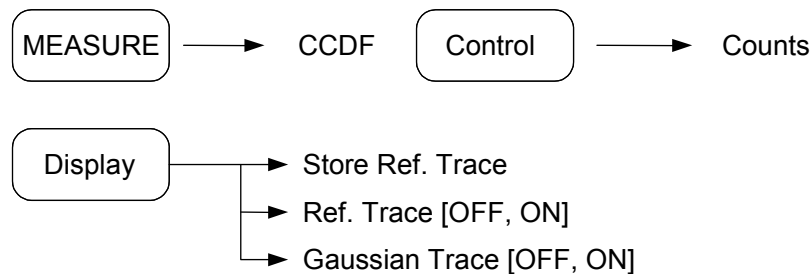 MEASURE CCDF Control Counts
Display Store Ref. Trace
Ref. Trace [OFF, ON]
Gaussian Trace [OFF, ON]